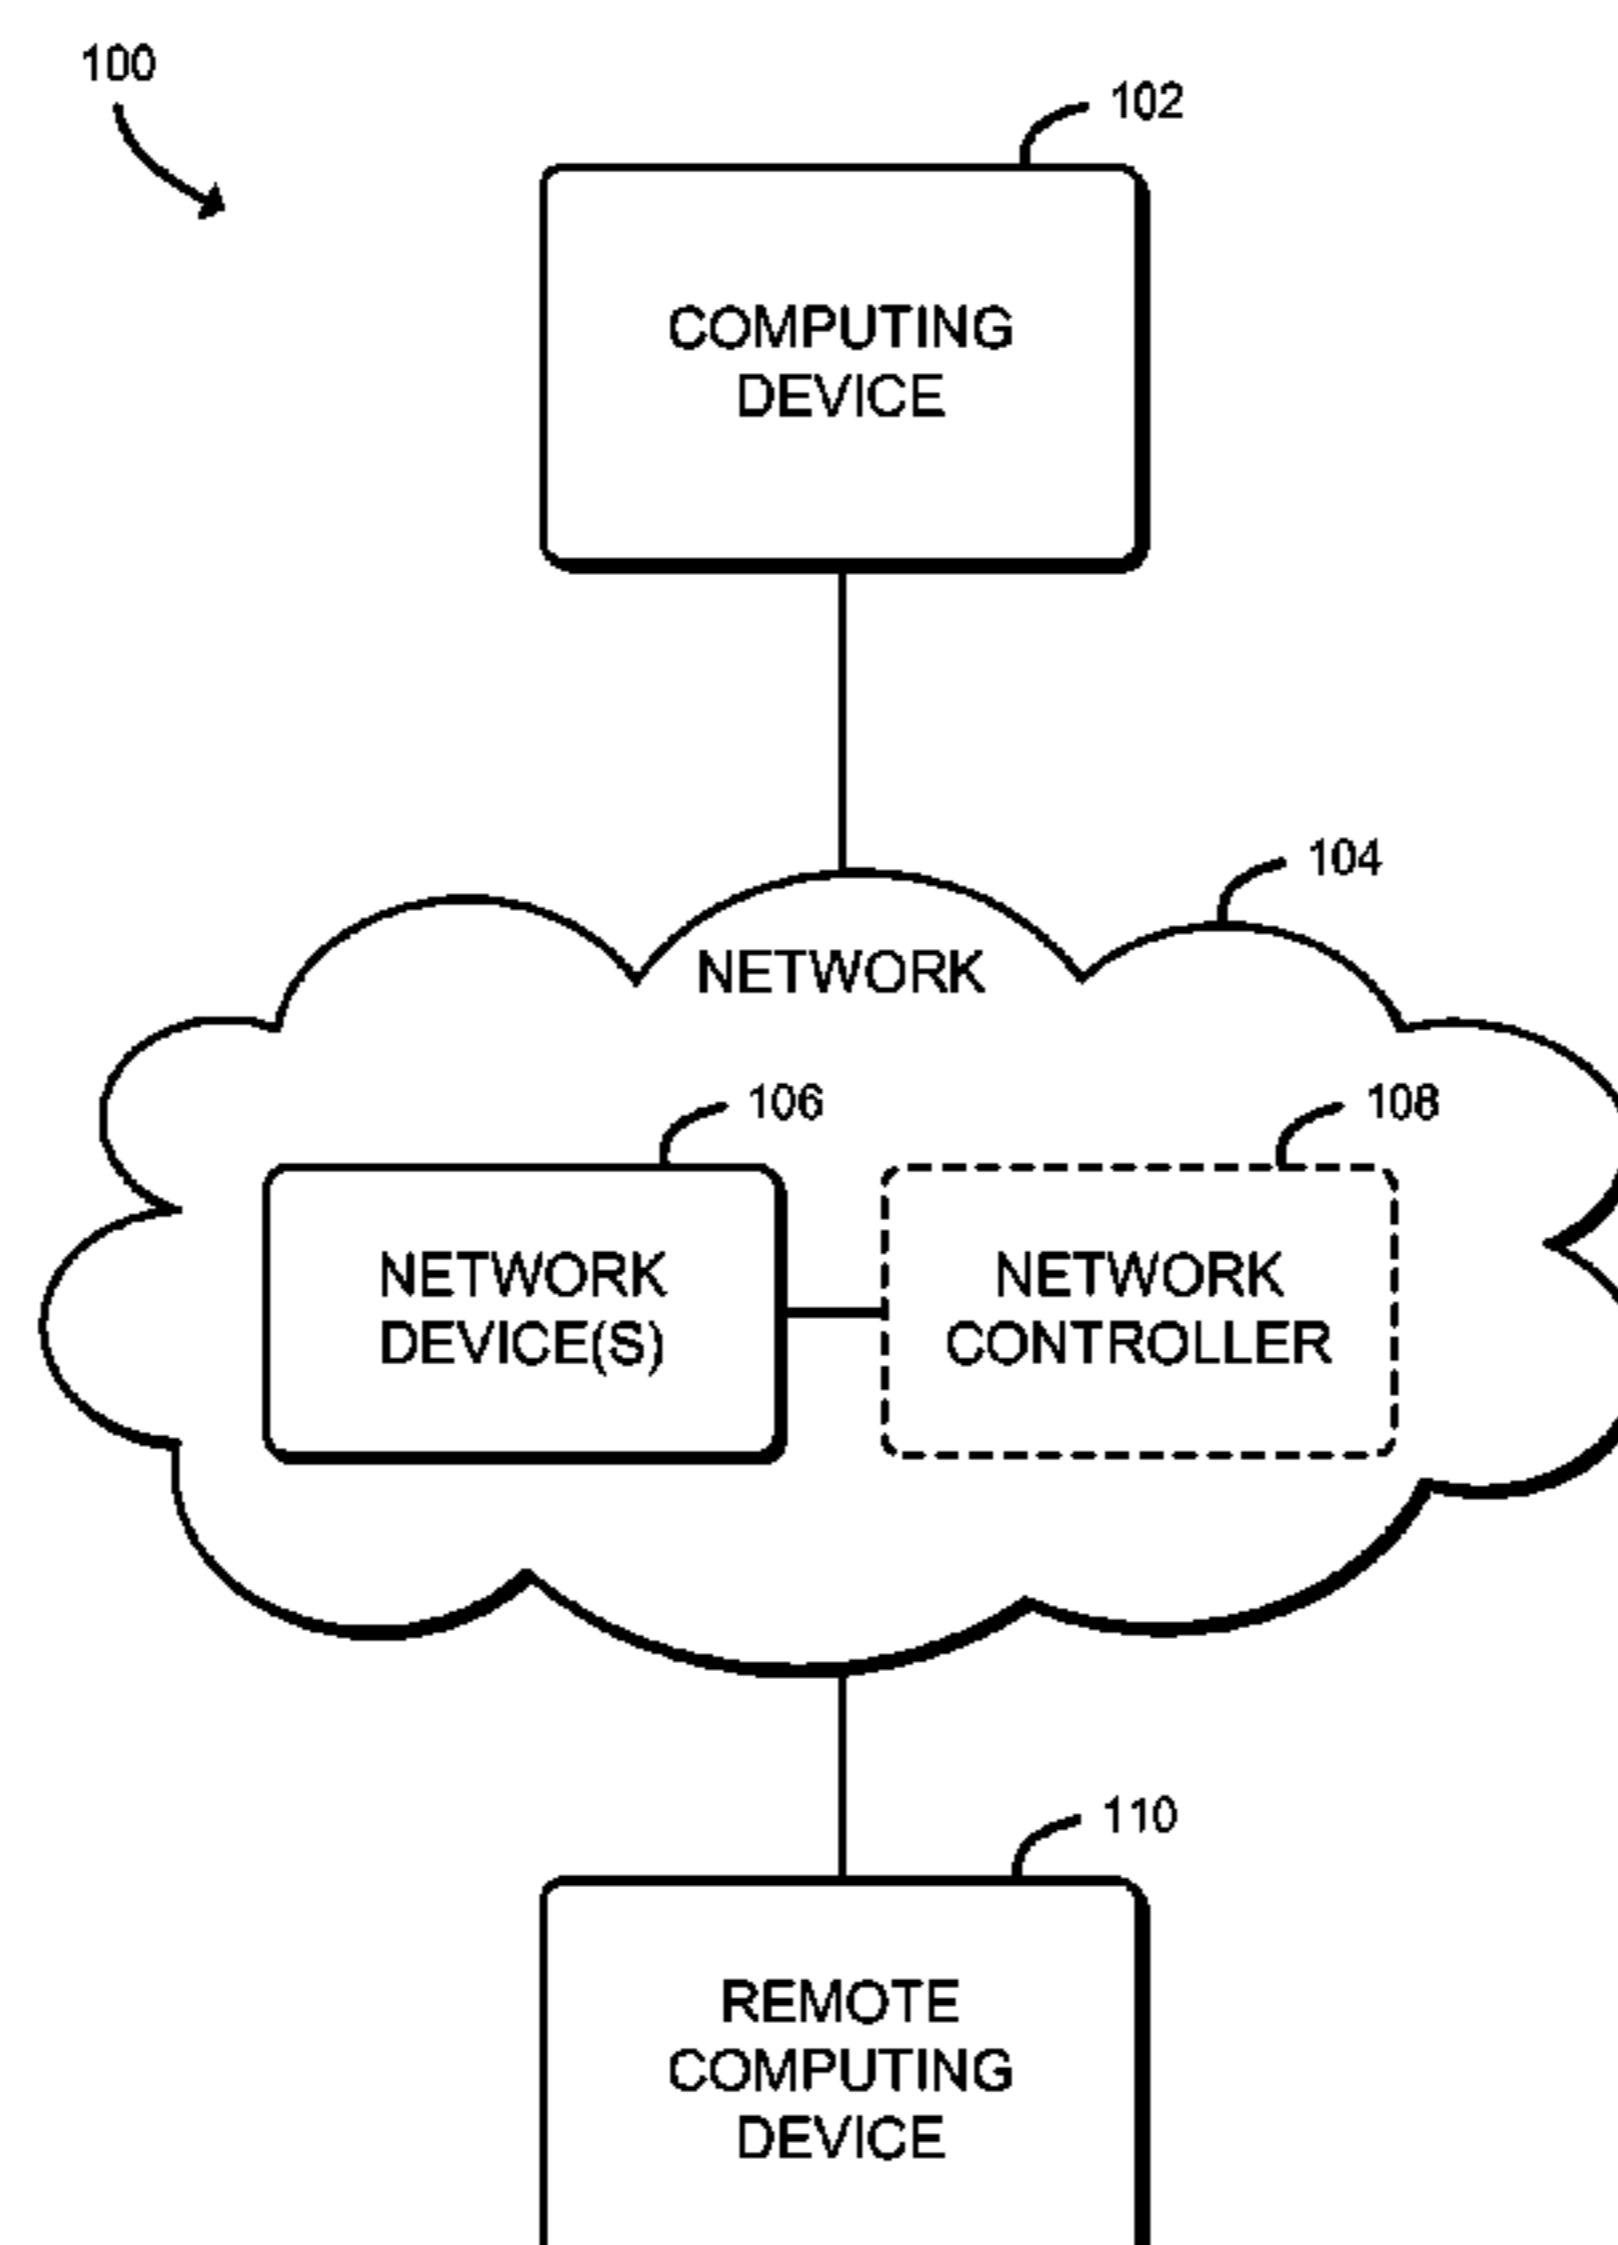 100
102
COMPUTING
DEVICE
104
NETWORK
106
108
NETWORK
DEVICE(S)
NETWORK
CONTROLLER
110
REMOTE
COMPUTING
DEVICE